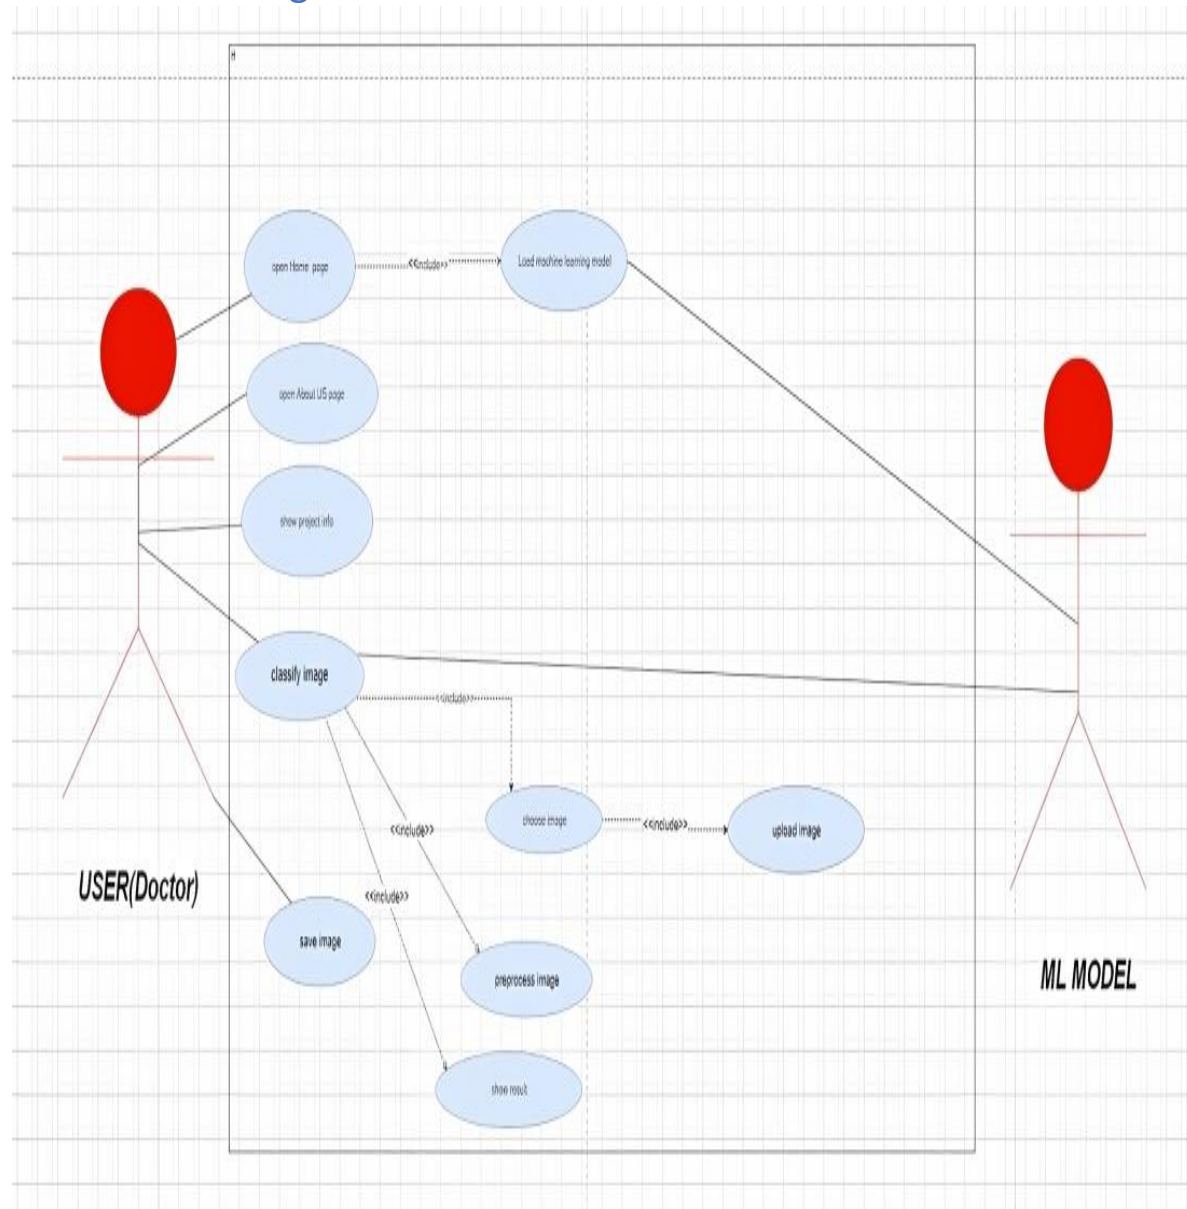 H
open Home page
<<include>>
Load machine learning model
open About US page
show project info
classify image
<<include>>
choose image
<<include>>
upload image
<<include>>
<<include>>
USER(Doctor)
save image
preprocess image
ML MODEL
show result